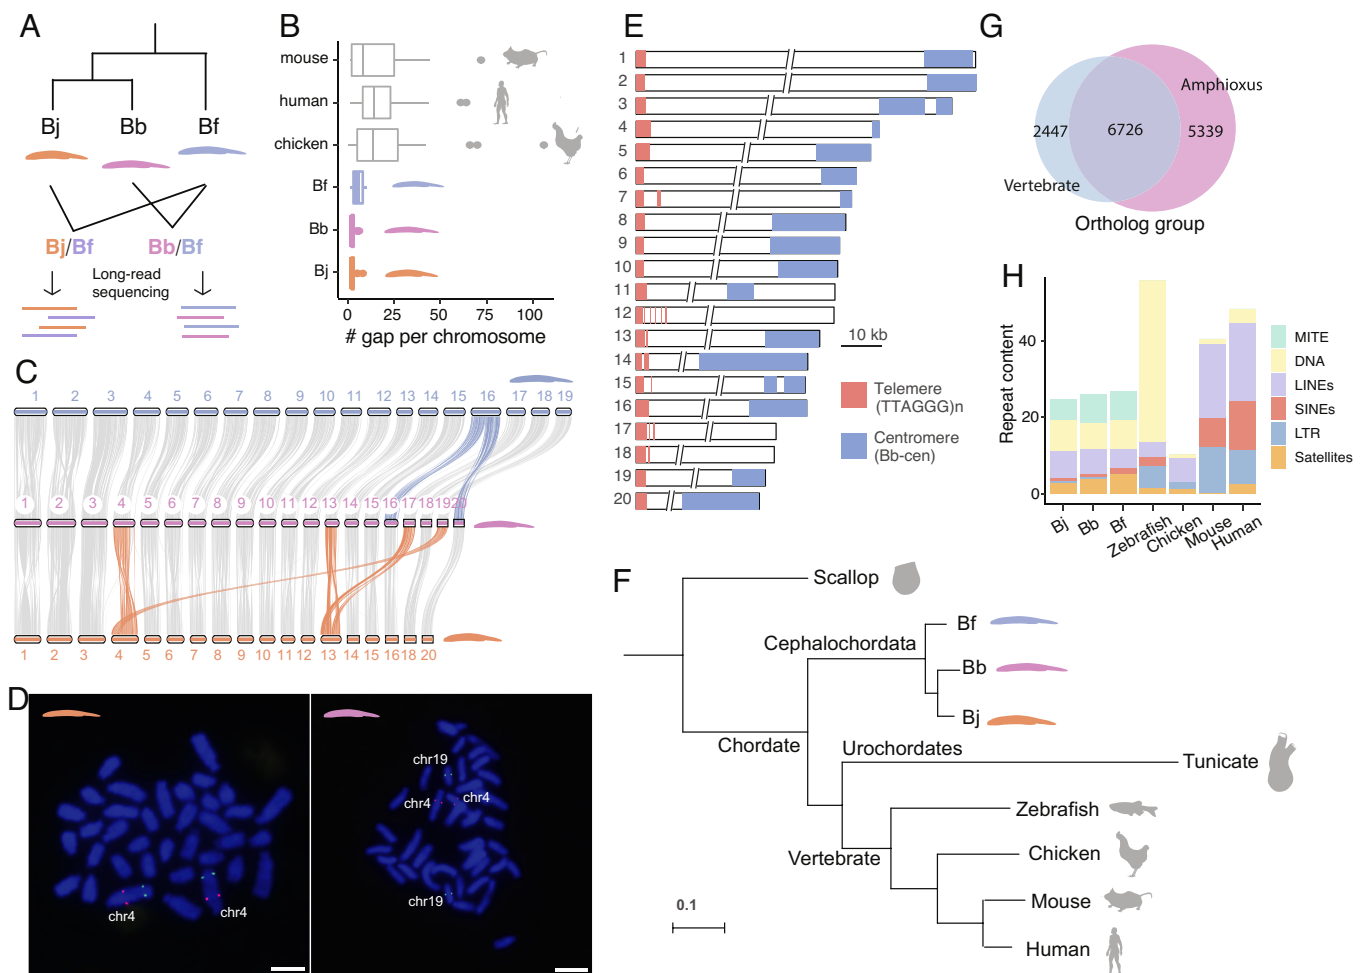 A
Bj
Bb
Bf
Bj/Bf
Bb/Bf
Long-read
sequencing
B
mouse
human
chicken
Bf
Bb
Bj
0 25 50 75 100
# gap per chromosome
C
1 2 3 4 5 6 7 8 9 10 11 12 13 14 15 16 17 18 19
1 2 3 4 5 6 7 8 9 10 11 12 13 14 15 16 17 18 19 20
1 2 3 4 5 6 7 8 9 10 11 12 13 14 15 16 18 20
D
chr4
chr4
chr19
chr4
chr4
chr19
E
1
2
3
4
5
6
7
8
9
10
11
12
13
14
15
16
17
18
19
20
10 kb
Telemere
(TTAGGG)n
Centromere
(Bb-cen)
F
Scallop
Cephalochordata
Bf
Bb
Bj
Chordate
Urochordates
Tunicate
Zebrafish
Vertebrate
Chicken
Mouse
Human
0.1
G
Amphioxus
2447
6726
5339
Vertebrate
Ortholog group
H
Repeat content
40
20
0
Bj
Bb
Bf
Zebrafish
Chicken
Mouse
Human
MITE
DNA
LINEs
SINEs
LTR
Satellites